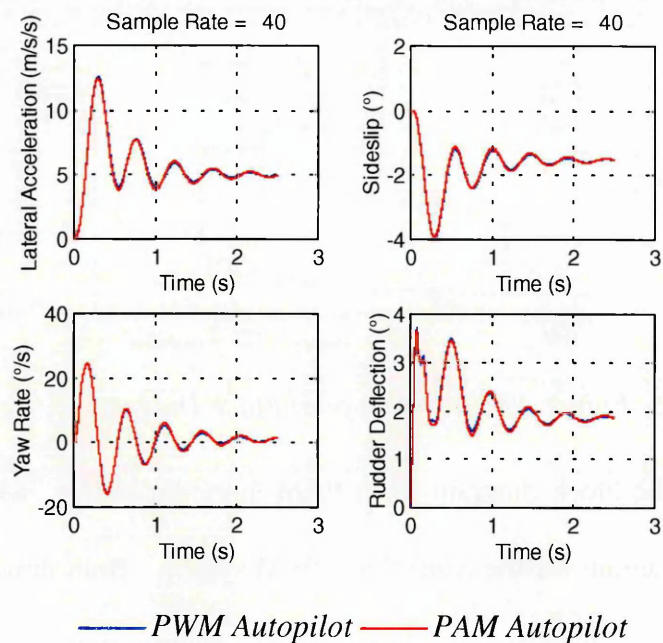 Sample Rate = 40
15
10
5
0
Lateral Acceleration (m/s/s)
0 1 2 3
Time (s)
Sample Rate = 40
2
0
-2
-4
Sideslip (°)
0 1 2 3
Time (s)
40
20
0
-20
Yaw Rate (°/s)
0 1 2 3
Time (s)
4
3
2
1
0
Rudder Deflection (°)
0 1 2 3
Time (s)
PWM Autopilot PAM Autopilot